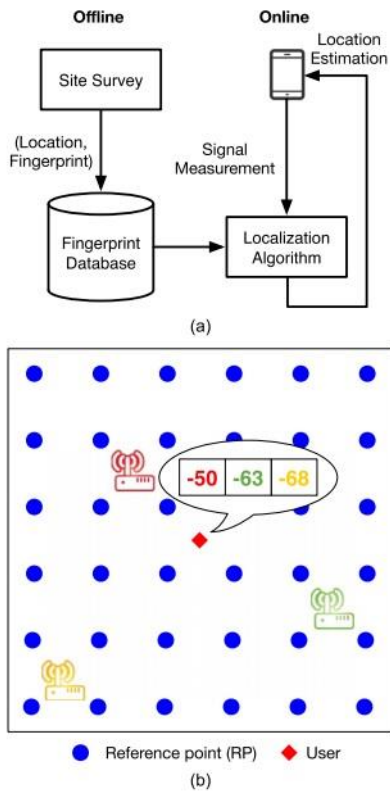 Offline
Online
Site Survey
Location
Estimation
(Location,
Fingerprint)
Signal
Measurement
Fingerprint
Database
Localization
Algorithm
(a)
-50 -63 -68
Reference point (RP) User
(b)